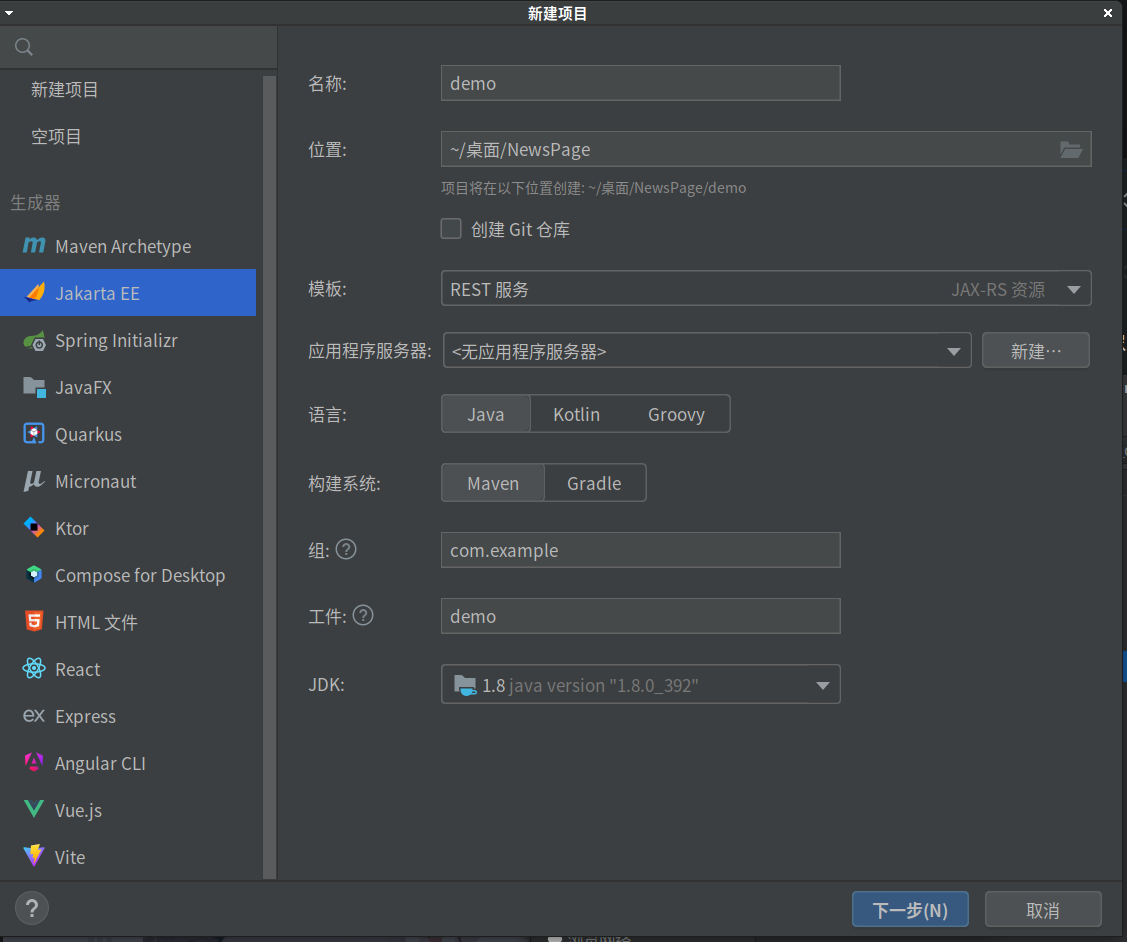 新建项目
新建项目
空项目
生成器
Maven Archetype
Jakarta EE
Spring Initializr
JavaFX
Quarkus
Micronaut
Ktor
Compose for Desktop
HTML 文件
React
Express
Angular CLI
Vue.js
Vite
名称:
demo
位置:
~/桌面/NewsPage
项目将在以下位置创建: ~/桌面/NewsPage/demo
创建 Git 仓库
模板:
REST 服务 JAX-RS 资源
应用程序服务器:
<无应用程序服务器>
新建⋯
语言:
Java Kotlin Groovy
构建系统:
Maven Gradle
组: ?
com.example
工件: ?
demo
JDK:
1.8 java version "1.8.0_392"
?
下一步(N)
取消